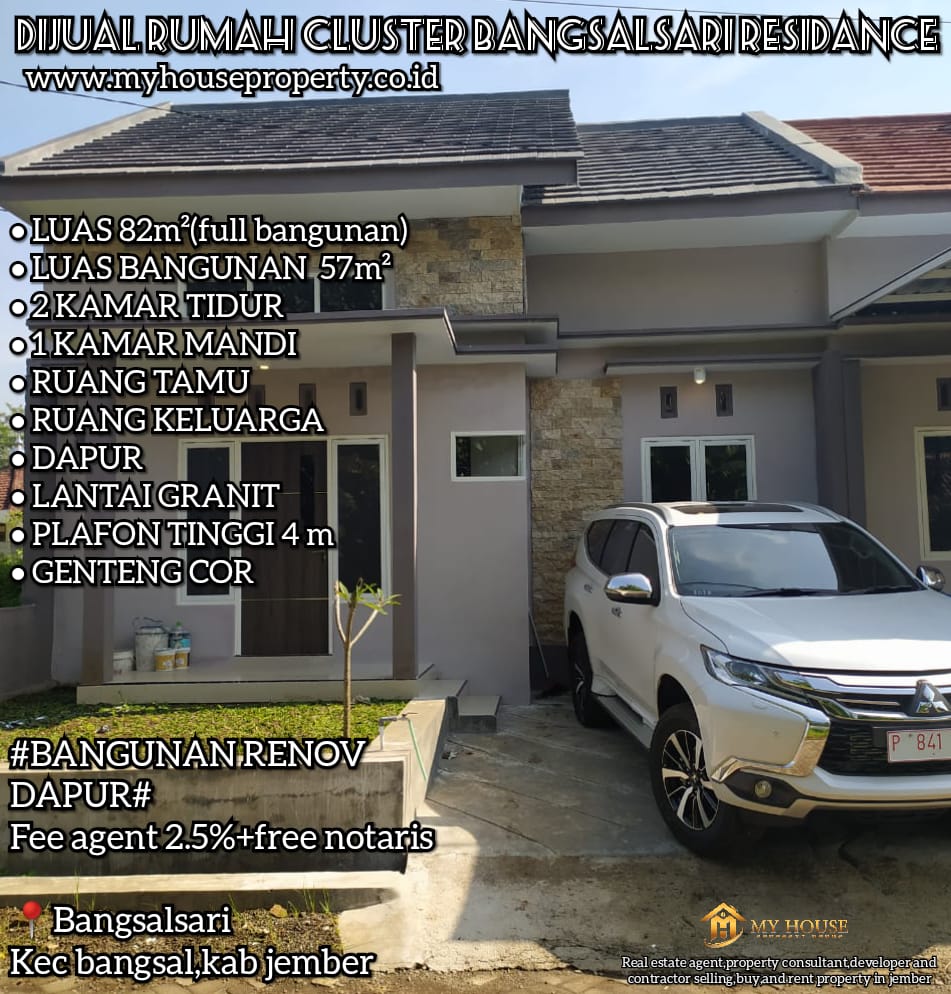 DIJUAL RUMAH CLUSTER BANGSALSARI RESIDANCE
www.myhouseproperty.co.id
• LUAS 82m²(full bangunan)
• LUAS BANGUNAN 57m²
• 2 KAMAR TIDUR
• 1 KAMAR MANDI
• RUANG TAMU
• RUANG KELUARGA
• DAPUR
• LANTAI GRANIT
• PLAFON TINGGI 4 m
• GENTENG COR
P 841
#BANGUNAN RENOV
DAPUR#
Fee agent 2.5%+free notaris
📍 Bangsalsari
Kec bangsal,kab jember
MY HOUSE
Real estate agent,property consultant,developer and
contractor selling,buy,and rent property in jember